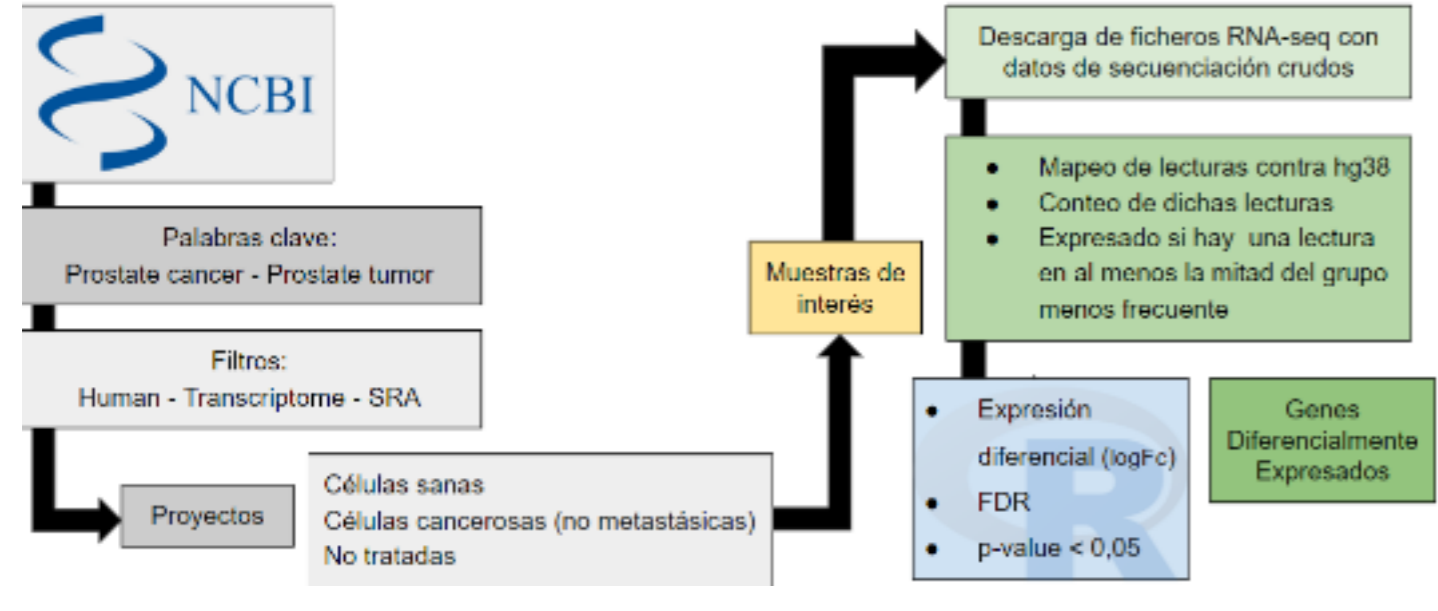 NCBI
Palabras clave:
Prostate cancer - Prostate tumor
Filtros:
Human - Transcriptome - SRA
Proyectos
Células sanas
Células cancerosas (no metastásicas)
No tratadas
Muestras de
interés
Descarga de ficheros RNA-seq con
datos de secuenciación crudos
● Mapeo de lecturas contra hg38
● Conteo de dichas lecturas
● Expresado si hay una lectura
en al menos la mitad del grupo
menos frecuente
● Expresión
diferencial (logFc)
● FDR
● p-value < 0,05
R
Genes
Diferencialmente
Expresados